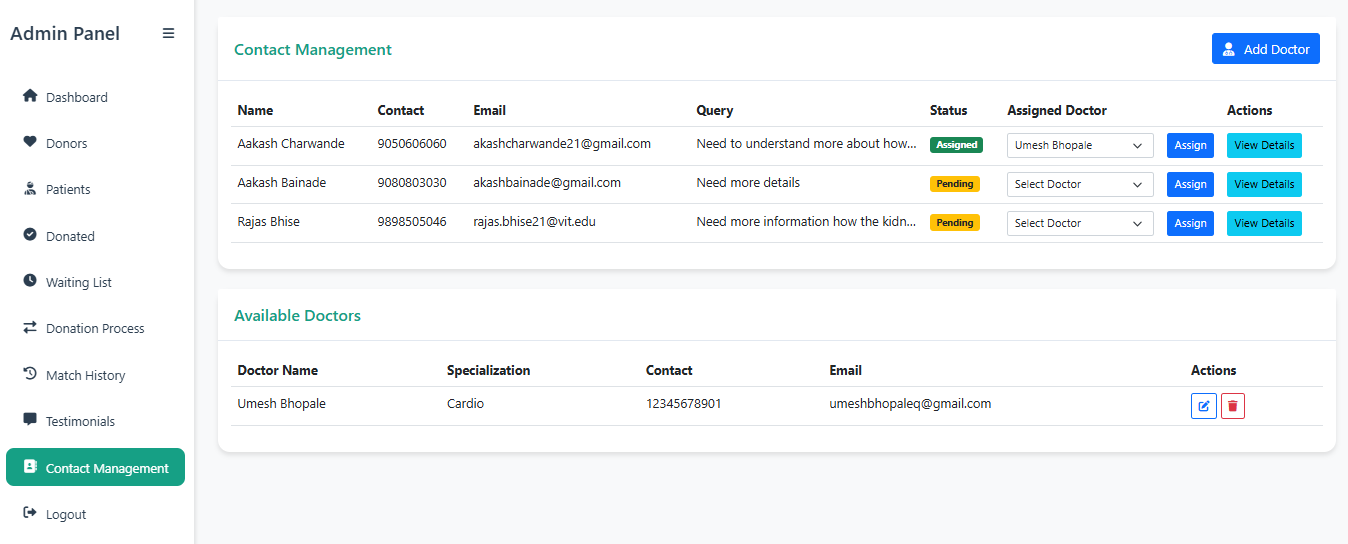 Admin Panel
Dashboard
Donors
Patients
Donated
Waiting List
Donation Process
Match History
Testimonials
Contact Management
Logout
Contact Management
Add Doctor
Name Contact Email Query Status Assigned Doctor Actions
Aakash Charwande 9050606060 akashcharwande21@gmail.com Need to understand more about how... Assigned Umesh Bhopale Assign View Details
Aakash Bainade 9080803030 akashbainade@gmail.com Need more details Pending Select Doctor Assign View Details
Rajas Bhise 9898505046 rajas.bhise21@vit.edu Need more information how the kidn... Pending Select Doctor Assign View Details
Available Doctors
Doctor Name Specialization Contact Email Actions
Umesh Bhopale Cardio 12345678901 umeshbhopaleq@gmail.com